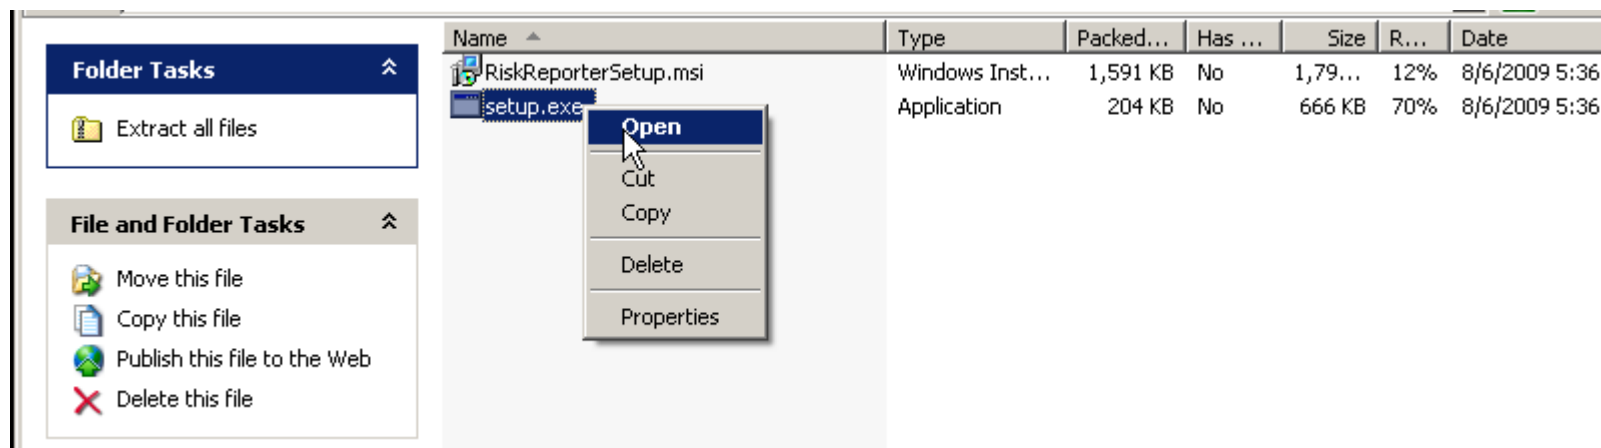 Name Type Packed... Has ... Size R... Date
Folder Tasks
RiskReporterSetup.msi Windows Inst... 1,591 KB No 1,79... 12% 8/6/2009 5:36
setup.exe Application 204 KB No 666 KB 70% 8/6/2009 5:36
Extract all files
Open
Cut
Copy
Delete
Properties
File and Folder Tasks
Move this file
Copy this file
Publish this file to the Web
Delete this file